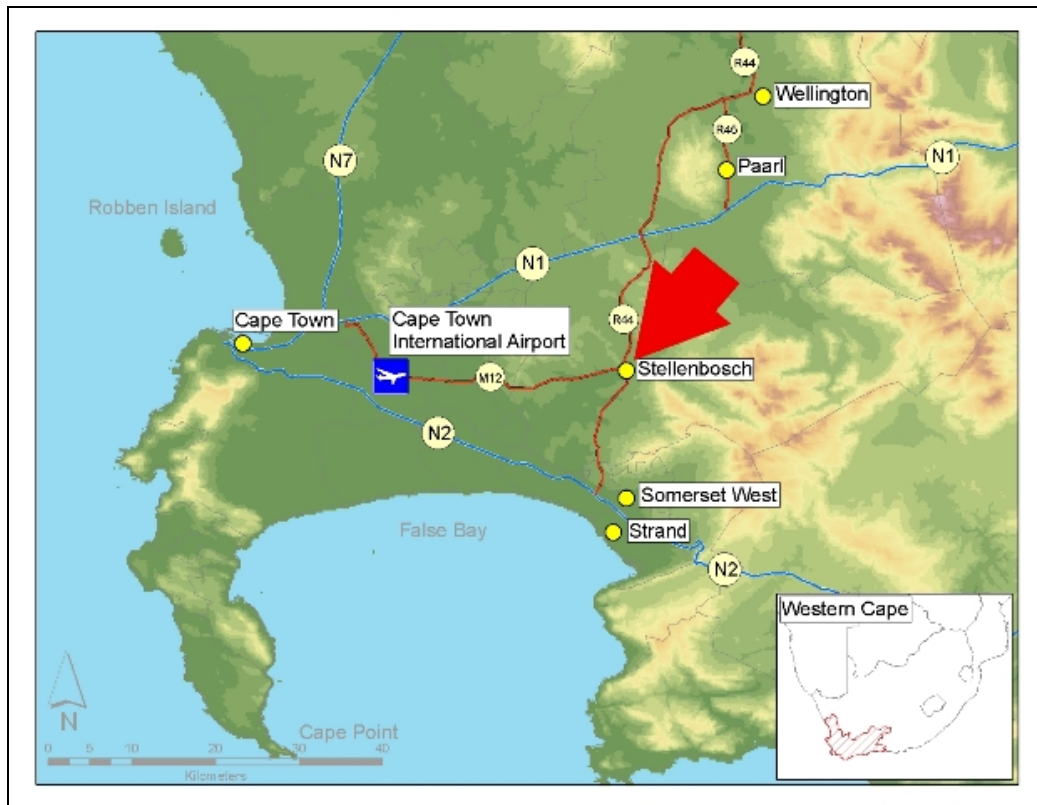 R44
Wellington
R45
N7
Paarl
N1
Robben Island
N1
Cape Town
Cape Town
International Airport
R44
Stellenbosch
M12
N2
Somerset West
False Bay
Strand
N2
Western Cape
N
Cape Point
0 5 10 20 30 40
Kilometers